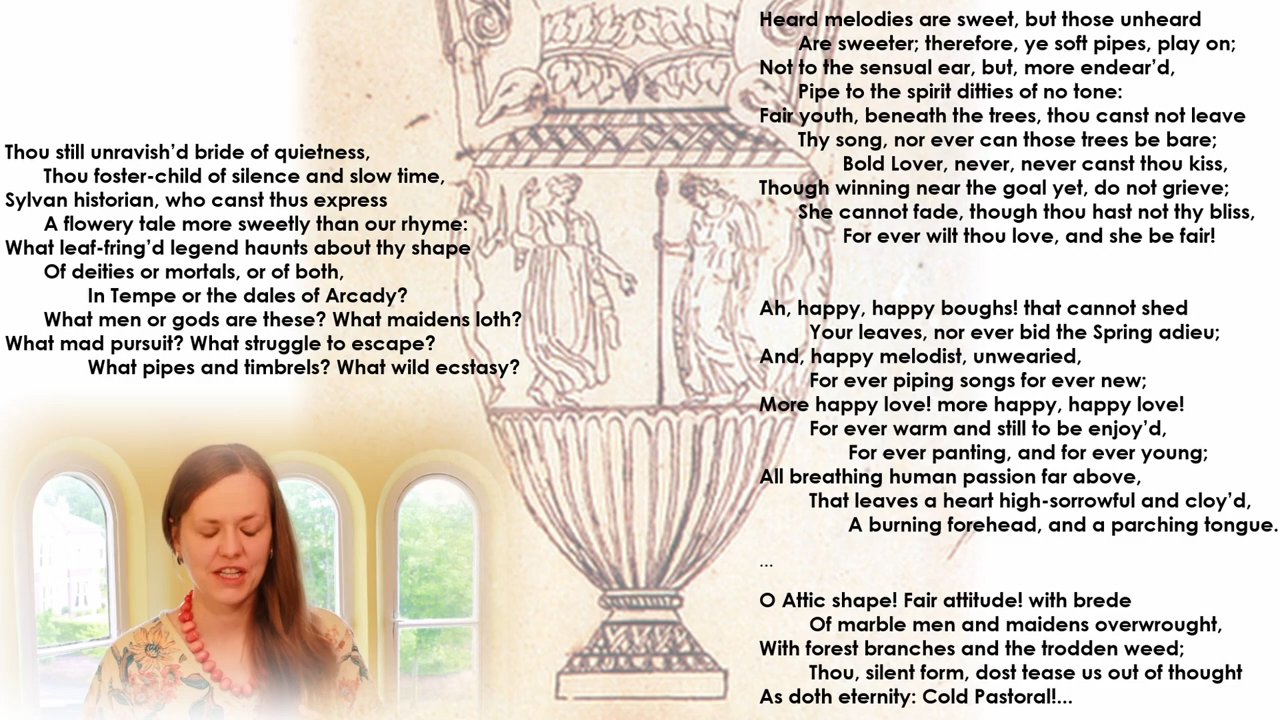 Thou still unravish’d bride of quietness,
Thou foster-child of silence and slow time,
Sylvan historian, who canst thus express
A flowery tale more sweetly than our rhyme:
What leaf-fring’d legend haunts about thy shape
Of deities or mortals, or of both,
In Tempe or the dales of Arcady?
What men or gods are these? What maidens loth?
What mad pursuit? What struggle to escape?
What pipes and timbrels? What wild ecstasy?
Heard melodies are sweet, but those unheard
Are sweeter; therefore, ye soft pipes, play on;
Not to the sensual ear, but, more endear’d,
Pipe to the spirit ditties of no tone:
Fair youth, beneath the trees, thou canst not leave
Thy song, nor ever can those trees be bare;
Bold Lover, never, never canst thou kiss,
Though winning near the goal yet, do not grieve;
She cannot fade, though thou hast not thy bliss,
For ever wilt thou love, and she be fair!
Ah, happy, happy boughs! that cannot shed
Your leaves, nor ever bid the Spring adieu;
And, happy melodist, unwearied,
For ever piping songs for ever new;
More happy love! more happy, happy love!
For ever warm and still to be enjoy’d,
For ever panting, and for ever young;
All breathing human passion far above,
That leaves a heart high-sorrowful and cloy’d,
A burning forehead, and a parching tongue.
...
O Attic shape! Fair attitude! with brede
Of marble men and maidens overwrought,
With forest branches and the trodden weed;
Thou, silent form, dost tease us out of thought
As doth eternity: Cold Pastoral!...